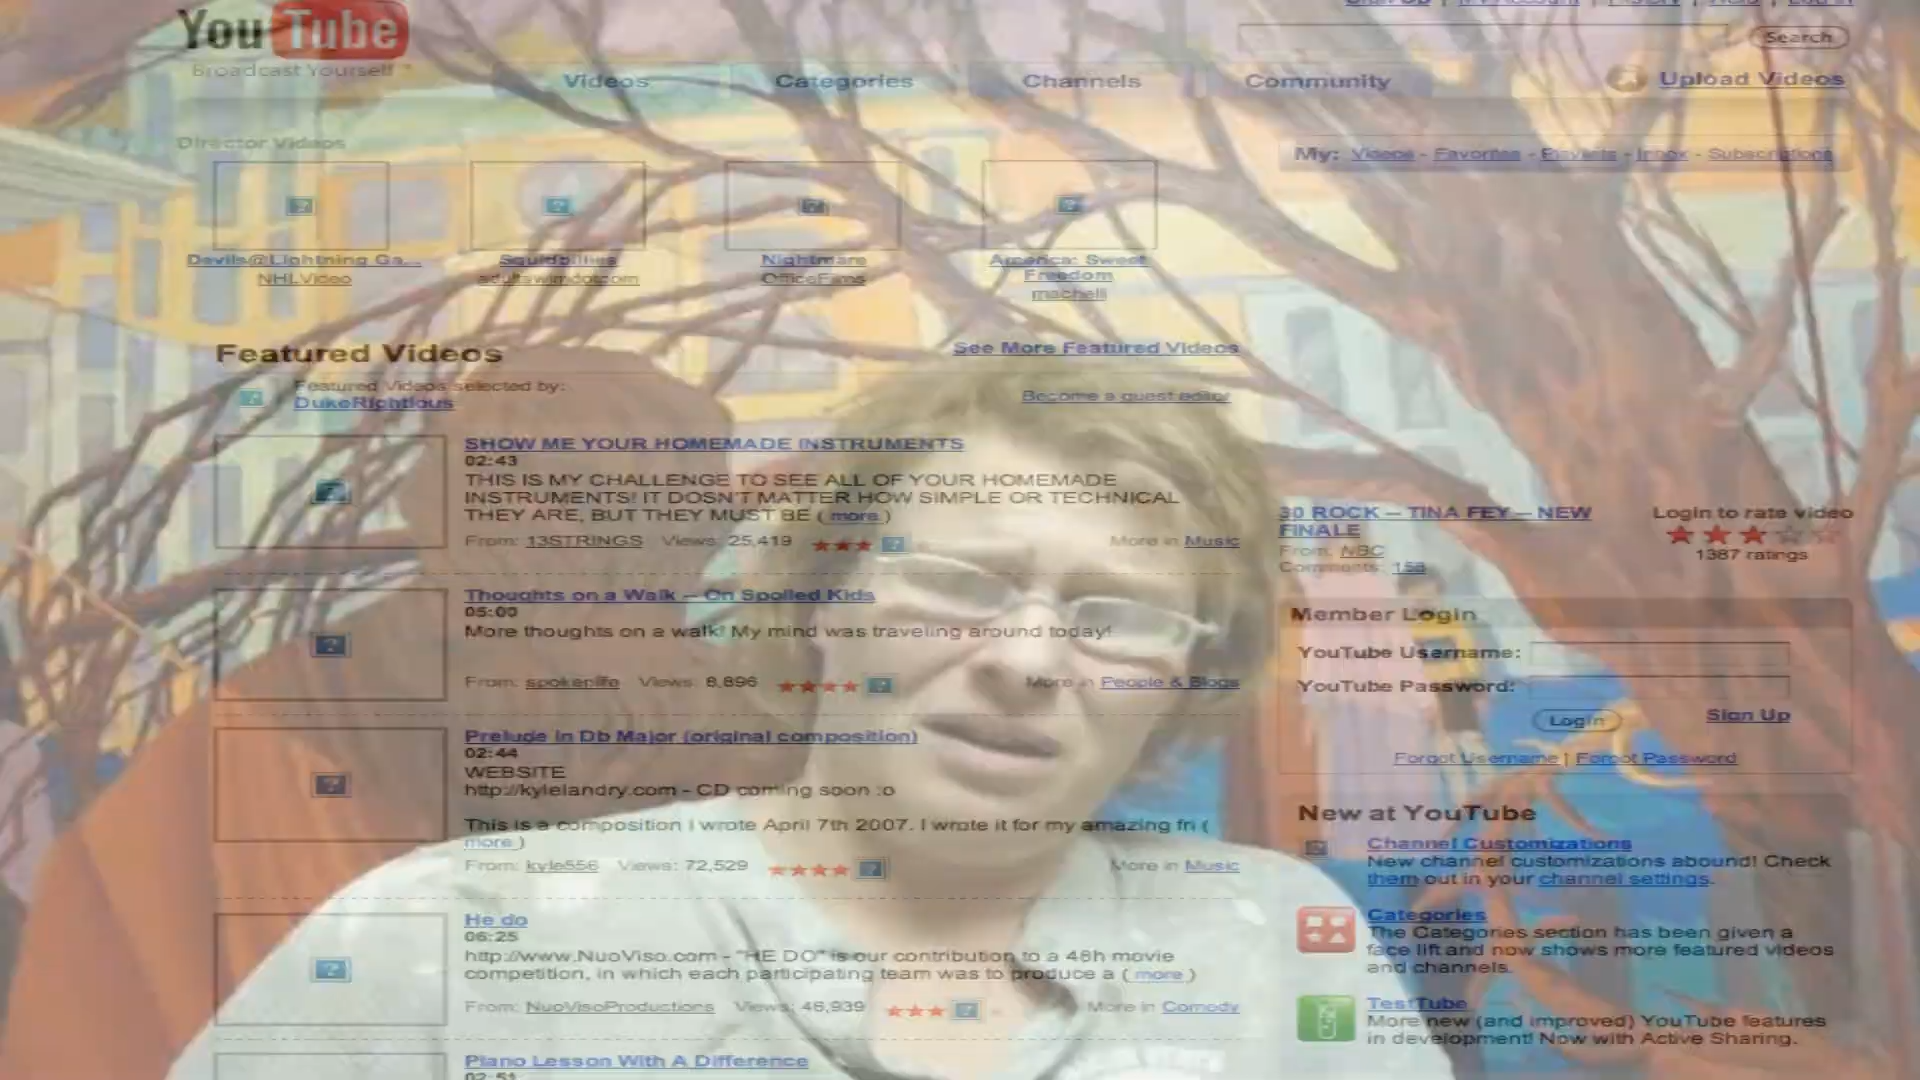 YouTube
Broadcast Yourself™
Search
Videos Categories Channels Community Upload Videos
Director Videos
My: Videos - Favorites - Playlists - Inbox - Subscriptions
Devils@Lightning Ga...
NHLVideo
Squidbillies
adultswimdotcom
Nightmare
OfficeFams
America: Sweet
Freedom
machelli
Featured Videos
See More Featured Videos
Featured Videos selected by:
DukeRightious
Become a guest editor
SHOW ME YOUR HOMEMADE INSTRUMENTS
02:43
THIS IS MY CHALLENGE TO SEE ALL OF YOUR HOMEMADE
INSTRUMENTS! IT DOSN'T MATTER HOW SIMPLE OR TECHNICAL
THEY ARE, BUT THEY MUST BE ( more )
From: 13STRINGS Views: 25,419 More in Music
Thoughts on a Walk – On Spoiled Kids
05:00
More thoughts on a walk! My mind was traveling around today!
From: spokenlife Views: 8,896 More in People & Blogs
Prelude in Db Major (original composition)
02:44
WEBSITE
http://kylelandry.com - CD coming soon :o
This is a composition I wrote April 7th 2007. I wrote it for my amazing fri (
more )
From: kyle556 Views: 72,529 More in Music
He do
06:25
http://www.NuoViso.com - "HE DO" is our contribution to a 48h movie
competition, in which each participating team was to produce a ( more )
From: NuoVisoProductions Views: 46,939 More in Comedy
Piano Lesson With A Difference
02:51
30 ROCK – TINA FEY – NEW
FINALE
From: NBC
Comments: 158
Login to rate video
1387 ratings
Member Login
YouTube Username:
YouTube Password:
Login Sign Up
Forgot Username | Forgot Password
New at YouTube
Channel Customizations
New channel customizations abound! Check
them out in your channel settings.
Categories
The Categories section has been given a
face lift and now shows more featured videos
and channels.
TestTube
More new (and improved) YouTube features
in development! Now with Active Sharing.